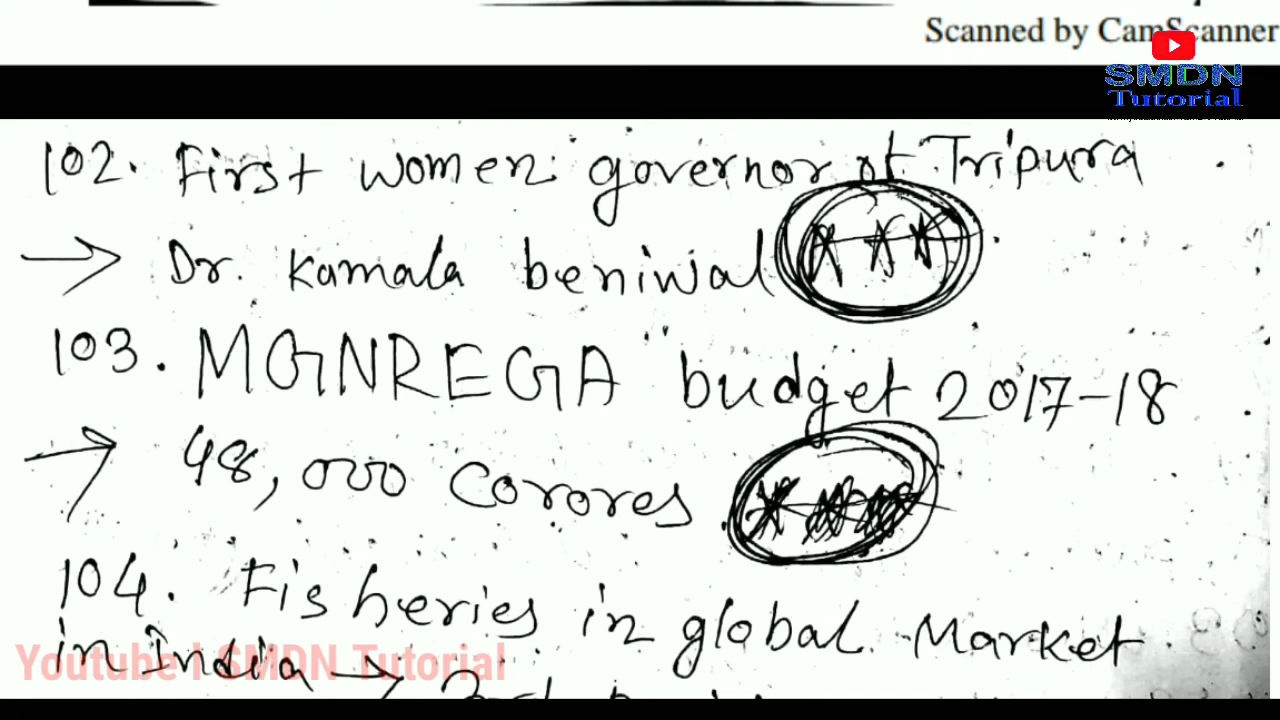 Scanned by CamScanner
SMDN
Tutorial
102. First women governor of Tripura
→ Dr. Kamala beniwal
103. MGNREGA budget 2017-18
→ 48,000 Corores
104. Fisheries in global Market
in India →
Youtube | SMDN Tutorial